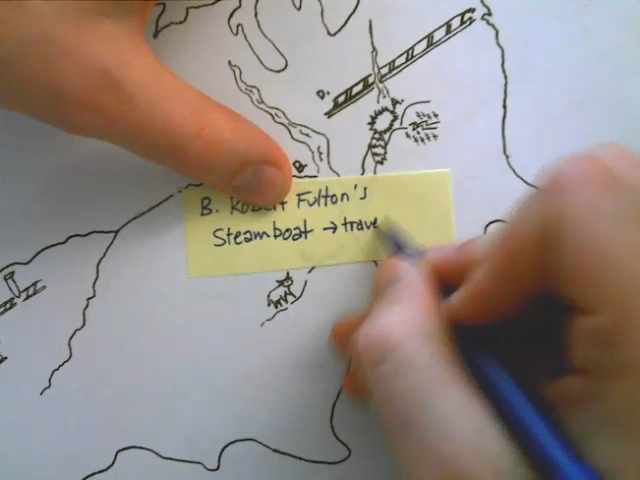 D.
A.
B.
B. Robert Fulton's
Steamboat → trave